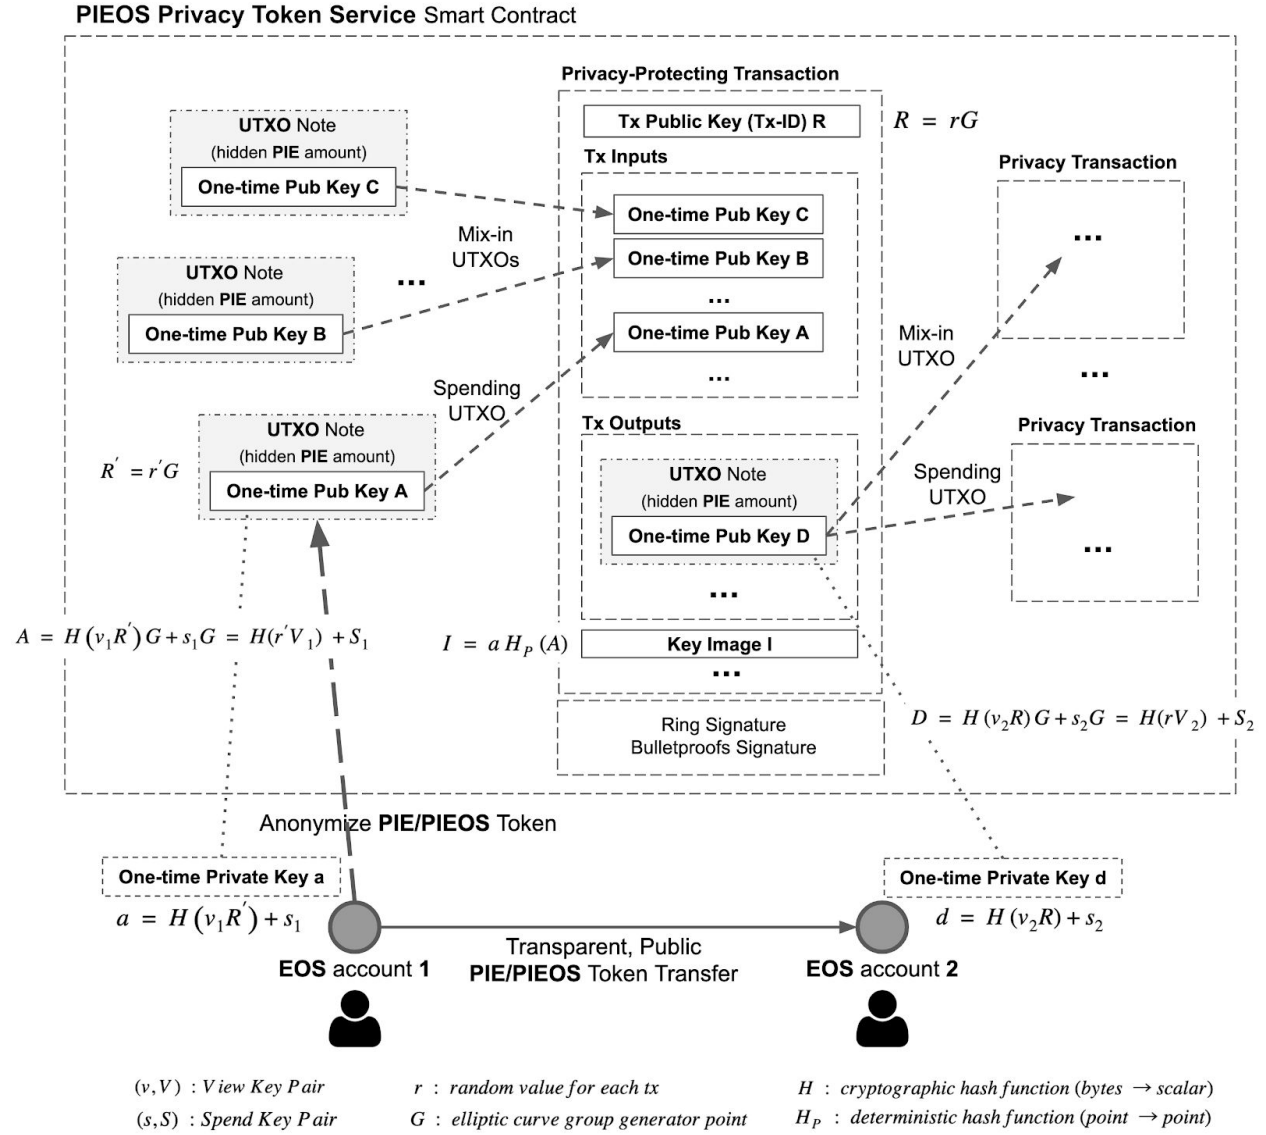 PIEOS Privacy Token Service Smart Contract
Privacy-Protecting Transaction
Tx Public Key (Tx-ID) R
R = rG
UTXO Note
(hidden PIE amount)
One-time Pub Key C
Tx Inputs
One-time Pub Key C
One-time Pub Key B
...
One-time Pub Key A
...
Mix-in
UTXOs
...
UTXO Note
(hidden PIE amount)
One-time Pub Key B
Spending
UTXO
UTXO Note
(hidden PIE amount)
One-time Pub Key A
R′ = r′G
Tx Outputs
UTXO Note
(hidden PIE amount)
One-time Pub Key D
...
Privacy Transaction
...
Mix-in
UTXO
...
Privacy Transaction
Spending
UTXO
...
A = H(v₁R′)G + s₁G = H(r′V₁) + S₁
I = a H_P (A)
Key Image I
...
Ring Signature
Bulletproofs Signature
D = H(v₂R)G + s₂G = H(rV₂) + S₂
Anonymize PIE/PIEOS Token
One-time Private Key a
a = H(v₁R′) + s₁
One-time Private Key d
d = H(v₂R) + s₂
Transparent, Public
PIE/PIEOS Token Transfer
EOS account 1
EOS account 2
(v,V) : View Key Pair
(s,S) : Spend Key Pair
r : random value for each tx
G : elliptic curve group generator point
H : cryptographic hash function (bytes → scalar)
H_P : deterministic hash function (point → point)